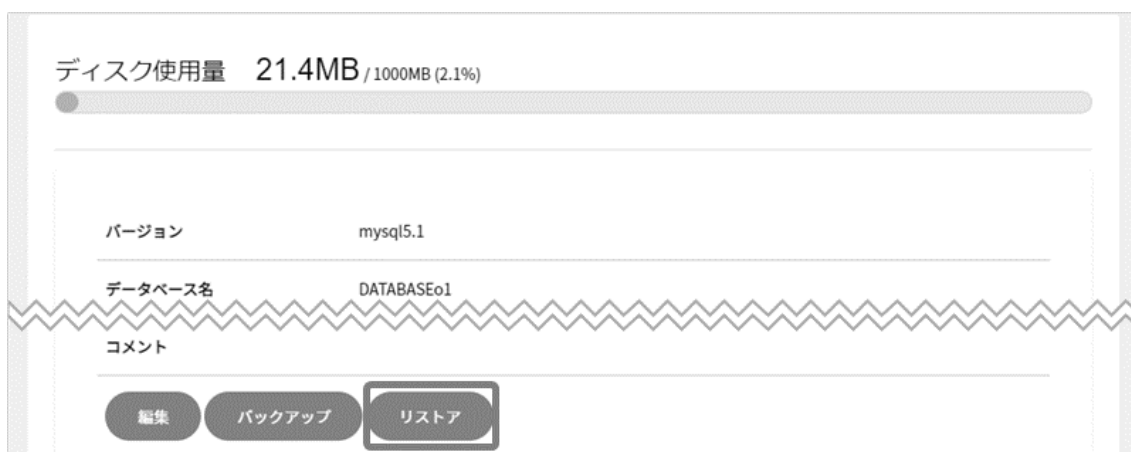 ディスク使用量 21.4MB / 1000MB (2.1%)
バージョン mysql5.1
データベース名 DATABASEo1
コメント
編集 バックアップ リストア